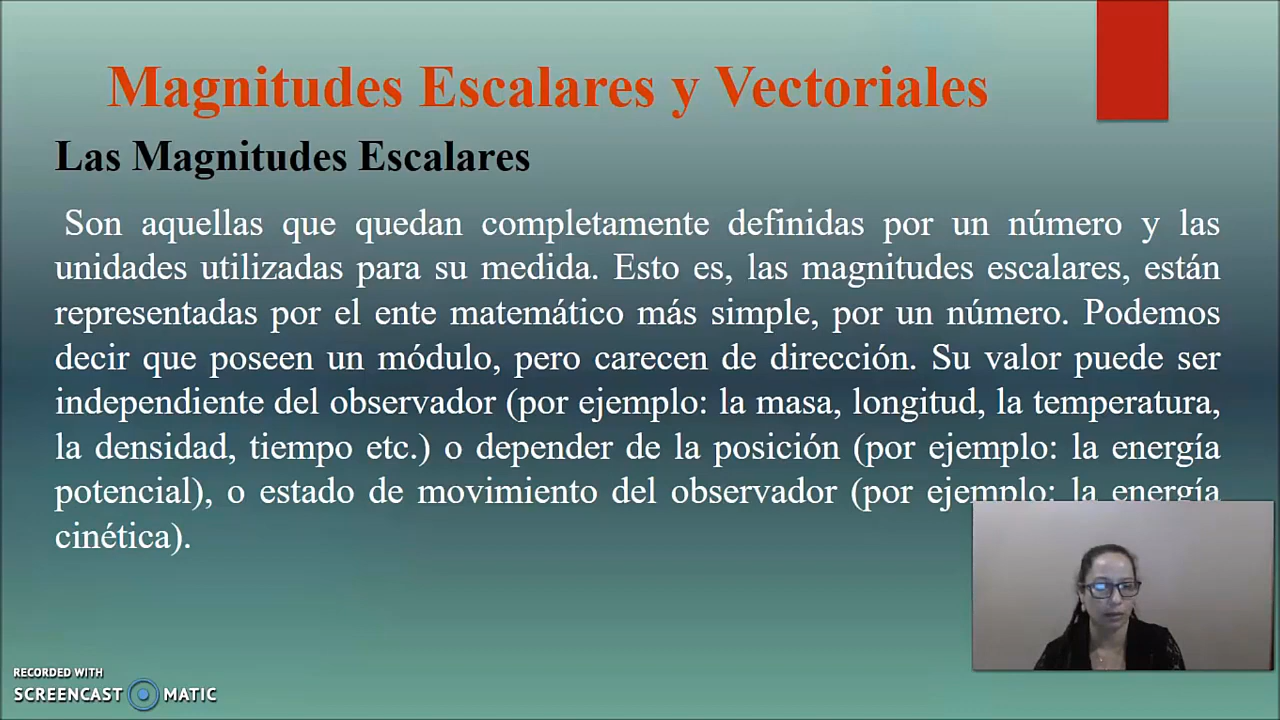 Magnitudes Escalares y Vectoriales
Las Magnitudes Escalares
Son aquellas que quedan completamente definidas por un número y las
unidades utilizadas para su medida. Esto es, las magnitudes escalares, están
representadas por el ente matemático más simple, por un número. Podemos
decir que poseen un módulo, pero carecen de dirección. Su valor puede ser
independiente del observador (por ejemplo: la masa, longitud, la temperatura,
la densidad, tiempo etc.) o depender de la posición (por ejemplo: la energía
potencial), o estado de movimiento del observador (por ejemplo: la energía
cinética).
RECORDED WITH
SCREENCAST MATIC